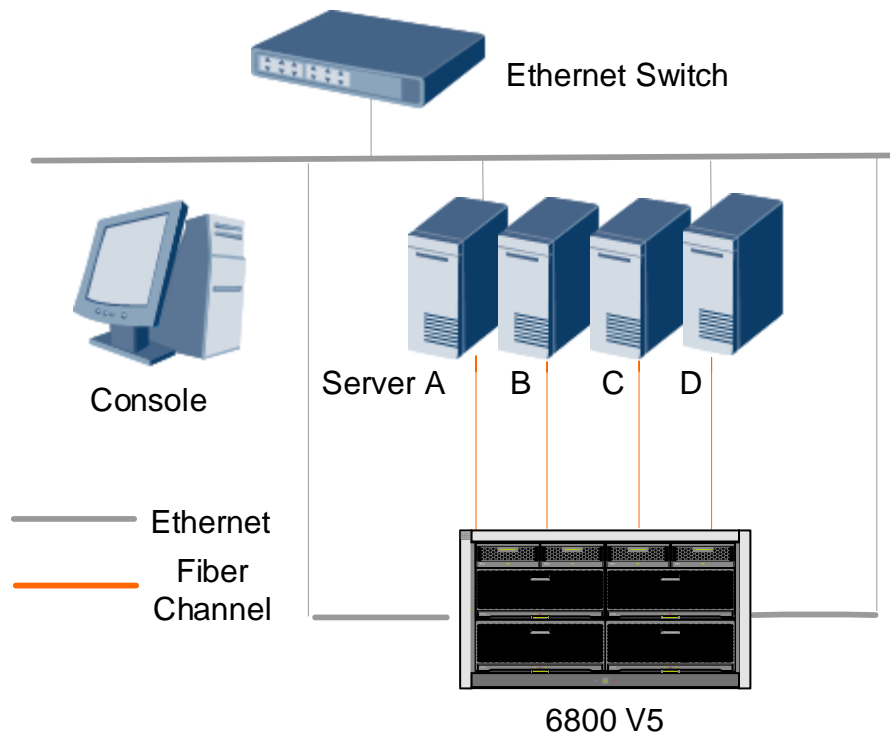 Ethernet Switch
Console
Server A
B
C
D
Ethernet
Fiber
Channel
6800 V5